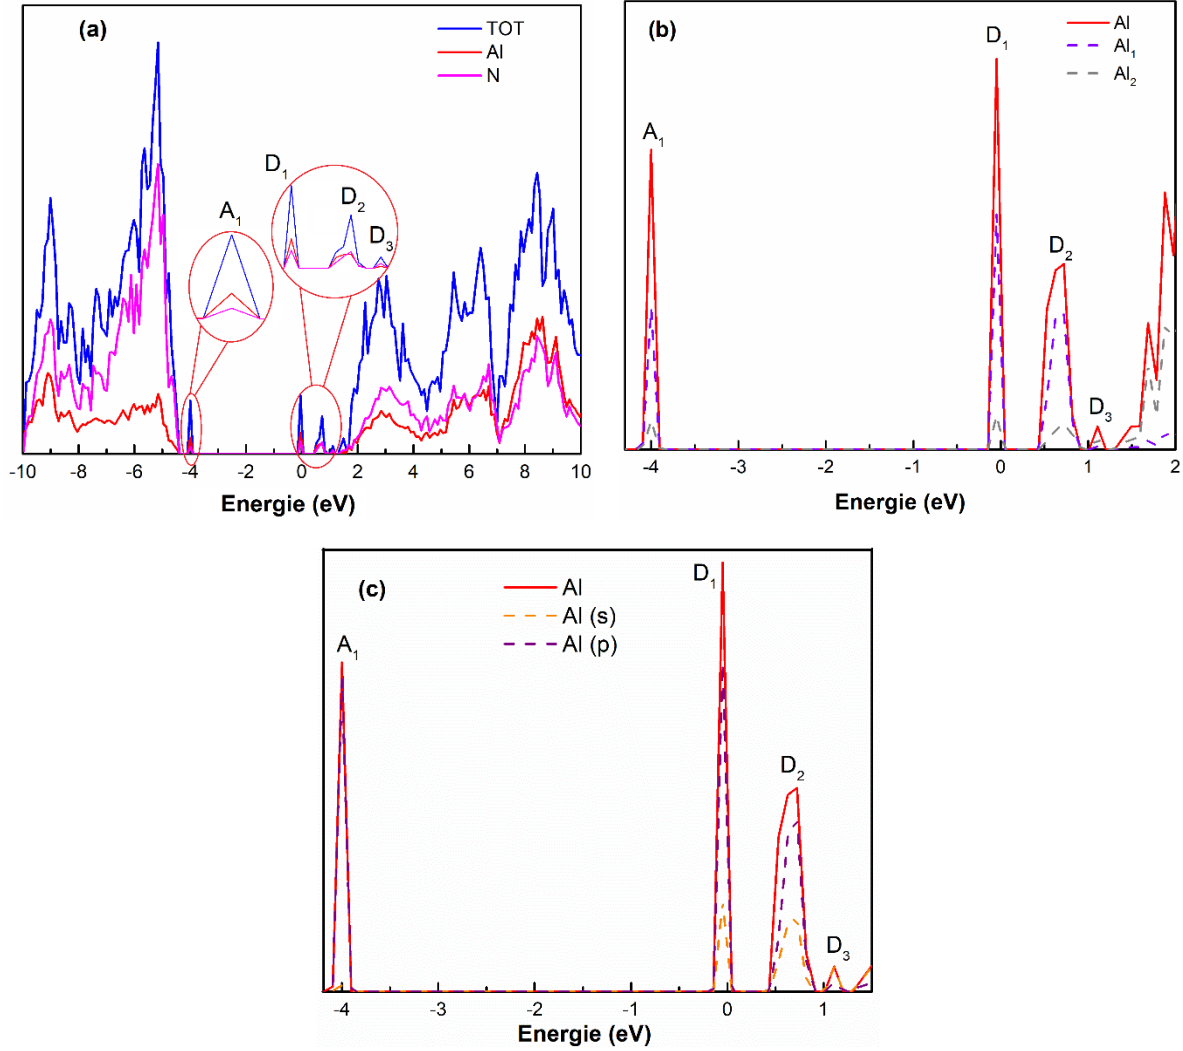 (a)
TOT
Al
N
D₁
D₂
D₃
A₁
-10 -8 -6 -4 -2 0 2 4 6 8 10
Energie (eV)
(b)
Al
Al₁
Al₂
D₁
A₁
D₂
D₃
-4 -3 -2 -1 0 1 2
Energie (eV)
(c)
Al
Al (s)
Al (p)
D₁
A₁
D₂
D₃
-4 -3 -2 -1 0 1
Energie (eV)